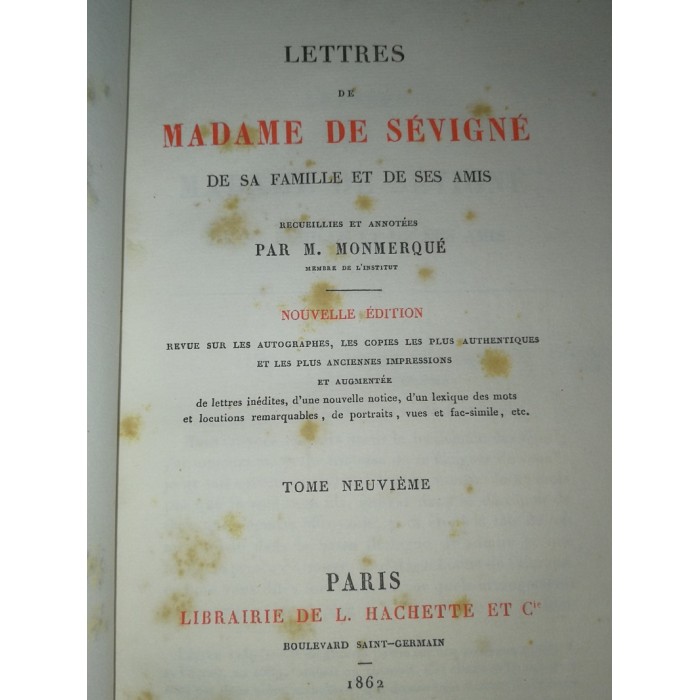 LETTRES
DE
MADAME DE SÉVIGNÉ
DE SA FAMILLE ET DE SES AMIS
RECUEILLIES ET ANNOTÉES
PAR M. MONMERQUÉ
MEMBRE DE L'INSTITUT
NOUVELLE ÉDITION
REVUE SUR LES AUTOGRAPHES, LES COPIES LES PLUS AUTHENTIQUES
ET LES PLUS ANCIENNES IMPRESSIONS
ET AUGMENTÉE
de lettres inédites, d'une nouvelle notice, d'un lexique des mots
et locutions remarquables, de portraits, vues et fac-simile, etc.
TOME NEUVIÈME
PARIS
LIBRAIRIE DE L. HACHETTE ET Cie
BOULEVARD SAINT-GERMAIN
1862